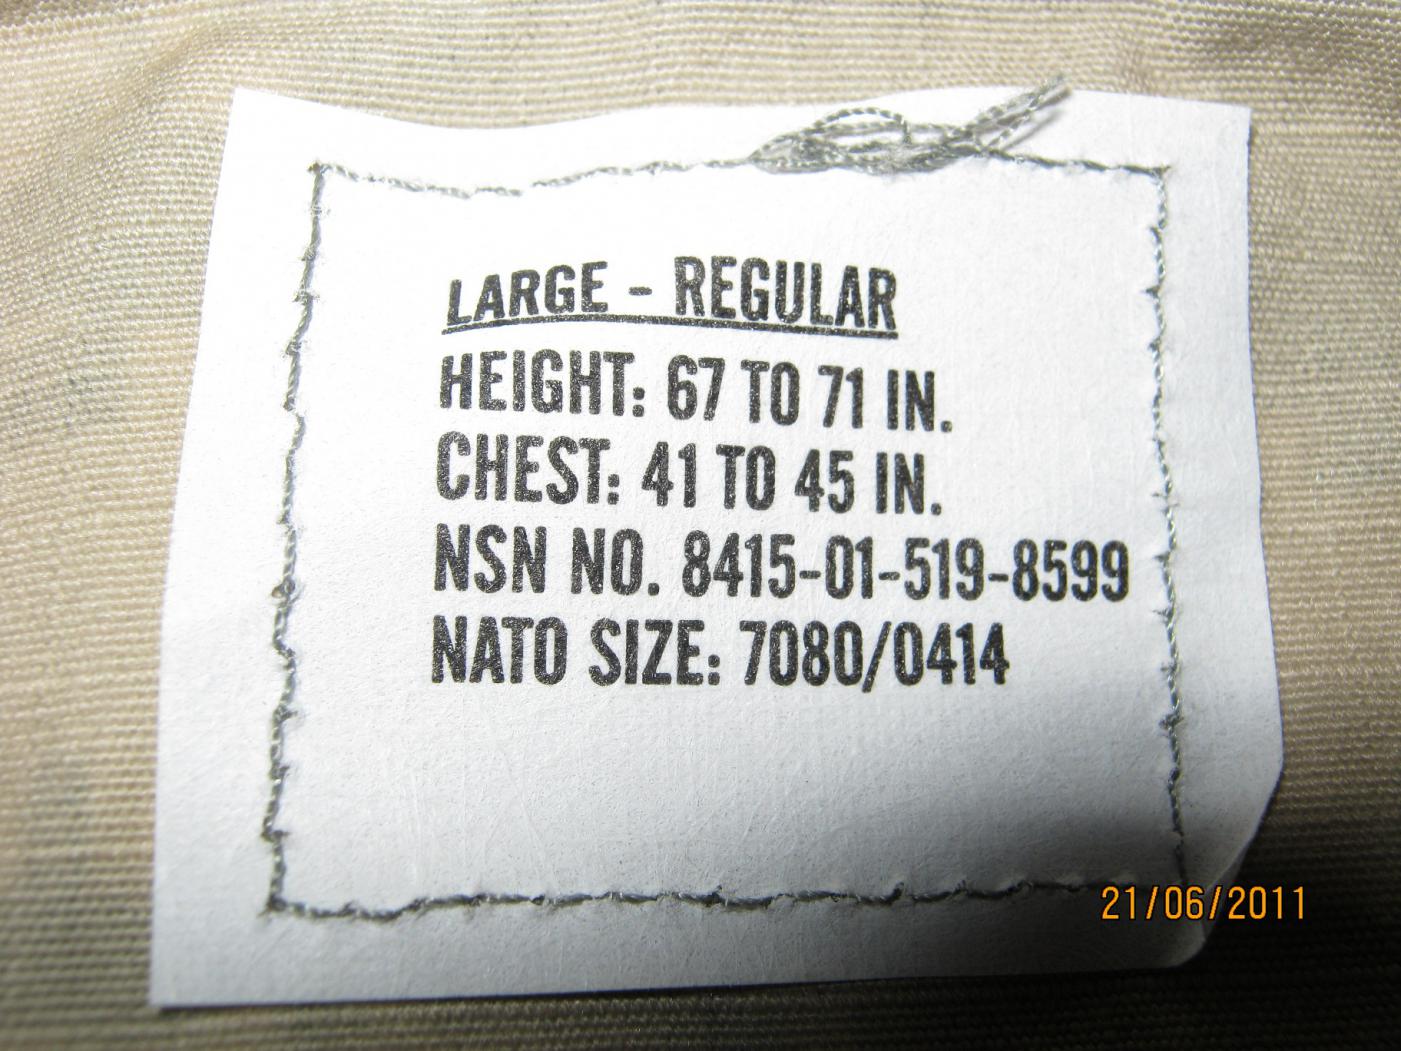 LARGE - REGULAR
HEIGHT: 67 TO 71 IN.
CHEST: 41 TO 45 IN.
NSN NO. 8415-01-519-8599
NATO SIZE: 7080/0414
21/06/2011